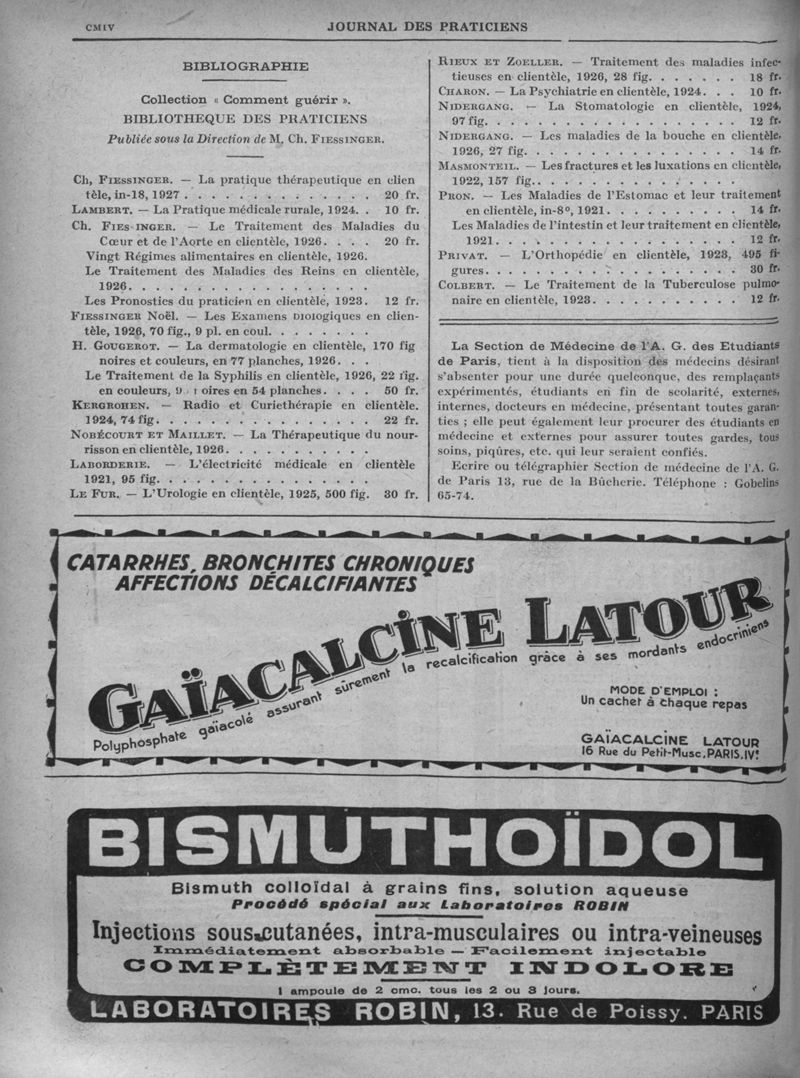 CMIV
JOURNAL DES PRATICIENS
BIBLIOGRAPHIE
Collection « Comment guérir ».
BIBLIOTHEQUE DES PRATICIENS
Publiée sous la Direction de M. Ch. FIESSINGER.
Ch, FIESSINGER. — La pratique thérapeutique en clien
tèle, in-18, 1927 . . . . . . . . . . . . . . 20 fr.
LAMBERT. — La Pratique médicale rurale, 1924. . 10 fr.
Ch. FIES INGER. — Le Traitement des Maladies du
Cœur et de l'Aorte en clientèle, 1926. . . . 20 fr.
Vingt Régimes alimentaires en clientèle, 1926.
Le Traitement des Maladies des Reins en clientèle,
1926. . . . . . . . . . . . . . . . . .
Les Pronostics du praticien en clientèle, 1923. 12 fr.
FIESSINGER Noël. — Les Examens biologiques en clien-
tèle, 1926, 70 fig., 9 pl. en coul. . . . . . . .
H. GOUGEROT. — La dermatologie en clientèle, 170 fig
noires et couleurs, en 77 planches, 1926. . .
Le Traitement de la Syphilis en clientèle, 1926, 22 fig.
en couleurs, 9 oires en 54 planches. . . . 50 fr.
KERGROHEN. — Radio et Curiethérapie en clientèle.
1924, 74 fig. . . . . . . . . . . . . . . . 22 fr.
NOBÉCOURT ET MAILLET. — La Thérapeutique du nour-
risson en clientèle, 1926. . . . . . . . . . .
LABORDERIE. — L'électricité médicale en clientèle
1921, 95 fig. . . . . . . . . . . . . . . .
LE FUR. — L'Urologie en clientèle, 1925, 500 fig. 30 fr.
RIEUX ET ZOELLER. — Traitement des maladies infec-
tieuses en clientèle, 1926, 28 fig. . . . . . . 18 fr.
CHARON. — La Psychiatrie en clientèle, 1924. . . 10 fr.
NIDERGANG. — La Stomatologie en clientèle, 1924,
97 fig. . . . . . . . . . . . . . . . . . . 12 fr.
NIDERGANG. — Les maladies de la bouche en clientèle,
1926, 27 fig. . . . . . . . . . . . . . . . 14 fr.
MASMONTEIL. — Les fractures et les luxations en clientèle,
1922, 157 fig.. . . . . . . . . . . . . . .
PRON. — Les Maladies de l'Estomac et leur traitement
en clientèle, in-8°, 1921. . . . . . . . . . 14 fr.
Les Maladies de l'intestin et leur traitement en clientèle,
1921. . . . . . . . . . . . . . . . . . . 12 fr.
PRIVAT. — L'Orthopédie en clientèle, 1923, 495 fi-
gures. . . . . . . . . . . . . . . . . . . 30 fr.
COLBERT. — Le Traitement de la Tuberculose pulmo-
naire en clientèle, 1923. . . . . . . . . . . 12 fr.
La Section de Médecine de l'A. G. des Etudiants
de Paris, tient à la disposition des médecins désirant
s'absenter pour une durée quelconque, des remplaçants
expérimentés, étudiants en fin de scolarité, externes,
internes, docteurs en médecine, présentant toutes garan-
ties ; elle peut également leur procurer des étudiants en
médecine et externes pour assurer toutes gardes, tous
soins, piqûres, etc. qui leur seraient confiés.
Ecrire ou télégraphier Section de médecine de l'A. G.
de Paris 13, rue de la Bûcherie. Téléphone : Gobelins
65-74.
CATARRHES, BRONCHITES CHRONIQUES
AFFECTIONS DÉCALCIFIANTES
GAÏACALCINE LATOUR
Polyphosphate gaïacolé assurant sûrement la recalcification grâce à ses mordants endocriniens
MODE D'EMPLOI :
Un cachet à chaque repas
GAÏACALCINE LATOUR
16 Rue du Petit-Musc, PARIS.IVe
BISMUTHOÏDOL
Bismuth colloïdal à grains fins, solution aqueuse
Procédé spécial aux Laboratoires ROBIN
Injections sous-cutanées, intra-musculaires ou intra-veineuses
Immédiatement absorbable — Facilement injectable
COMPLÈTEMENT INDOLORE
1 ampoule de 2 cmc. tous les 2 ou 3 jours.
LABORATOIRES ROBIN, 13. Rue de Poissy. PARIS